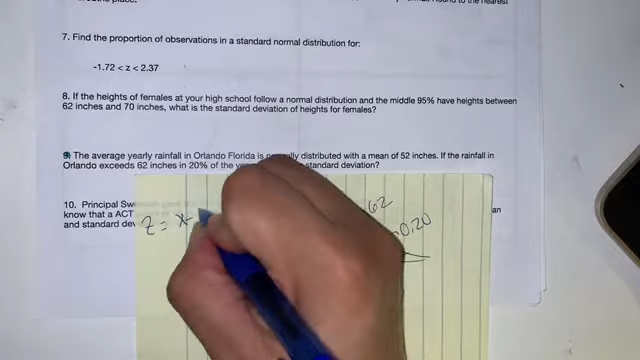 7. Find the proportion of observations in a standard normal distribution for:
-1.72 < z < 2.37
8. If the heights of females at your high school follow a normal distribution and the middle 95% have heights between
62 inches and 70 inches, what is the standard deviation of heights for females?
9. The average yearly rainfall in Orlando Florida is normally distributed with a mean of 52 inches. If the rainfall in
Orlando exceeds 62 inches in 20% of the standard deviation?
10. Principal an
know that a ACT
and standard
62
0.20
z = x-